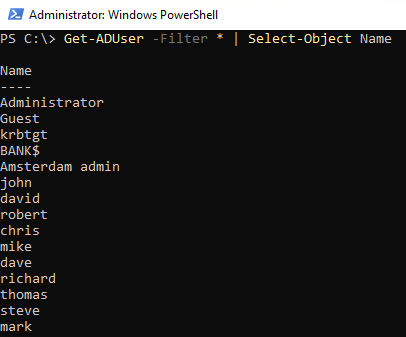 Administrator: Windows PowerShell
PS C:\> Get-ADUser -Filter * | Select-Object Name
Name
----
Administrator
Guest
krbtgt
BANK$
Amsterdam admin
john
david
robert
chris
mike
dave
richard
thomas
steve
mark